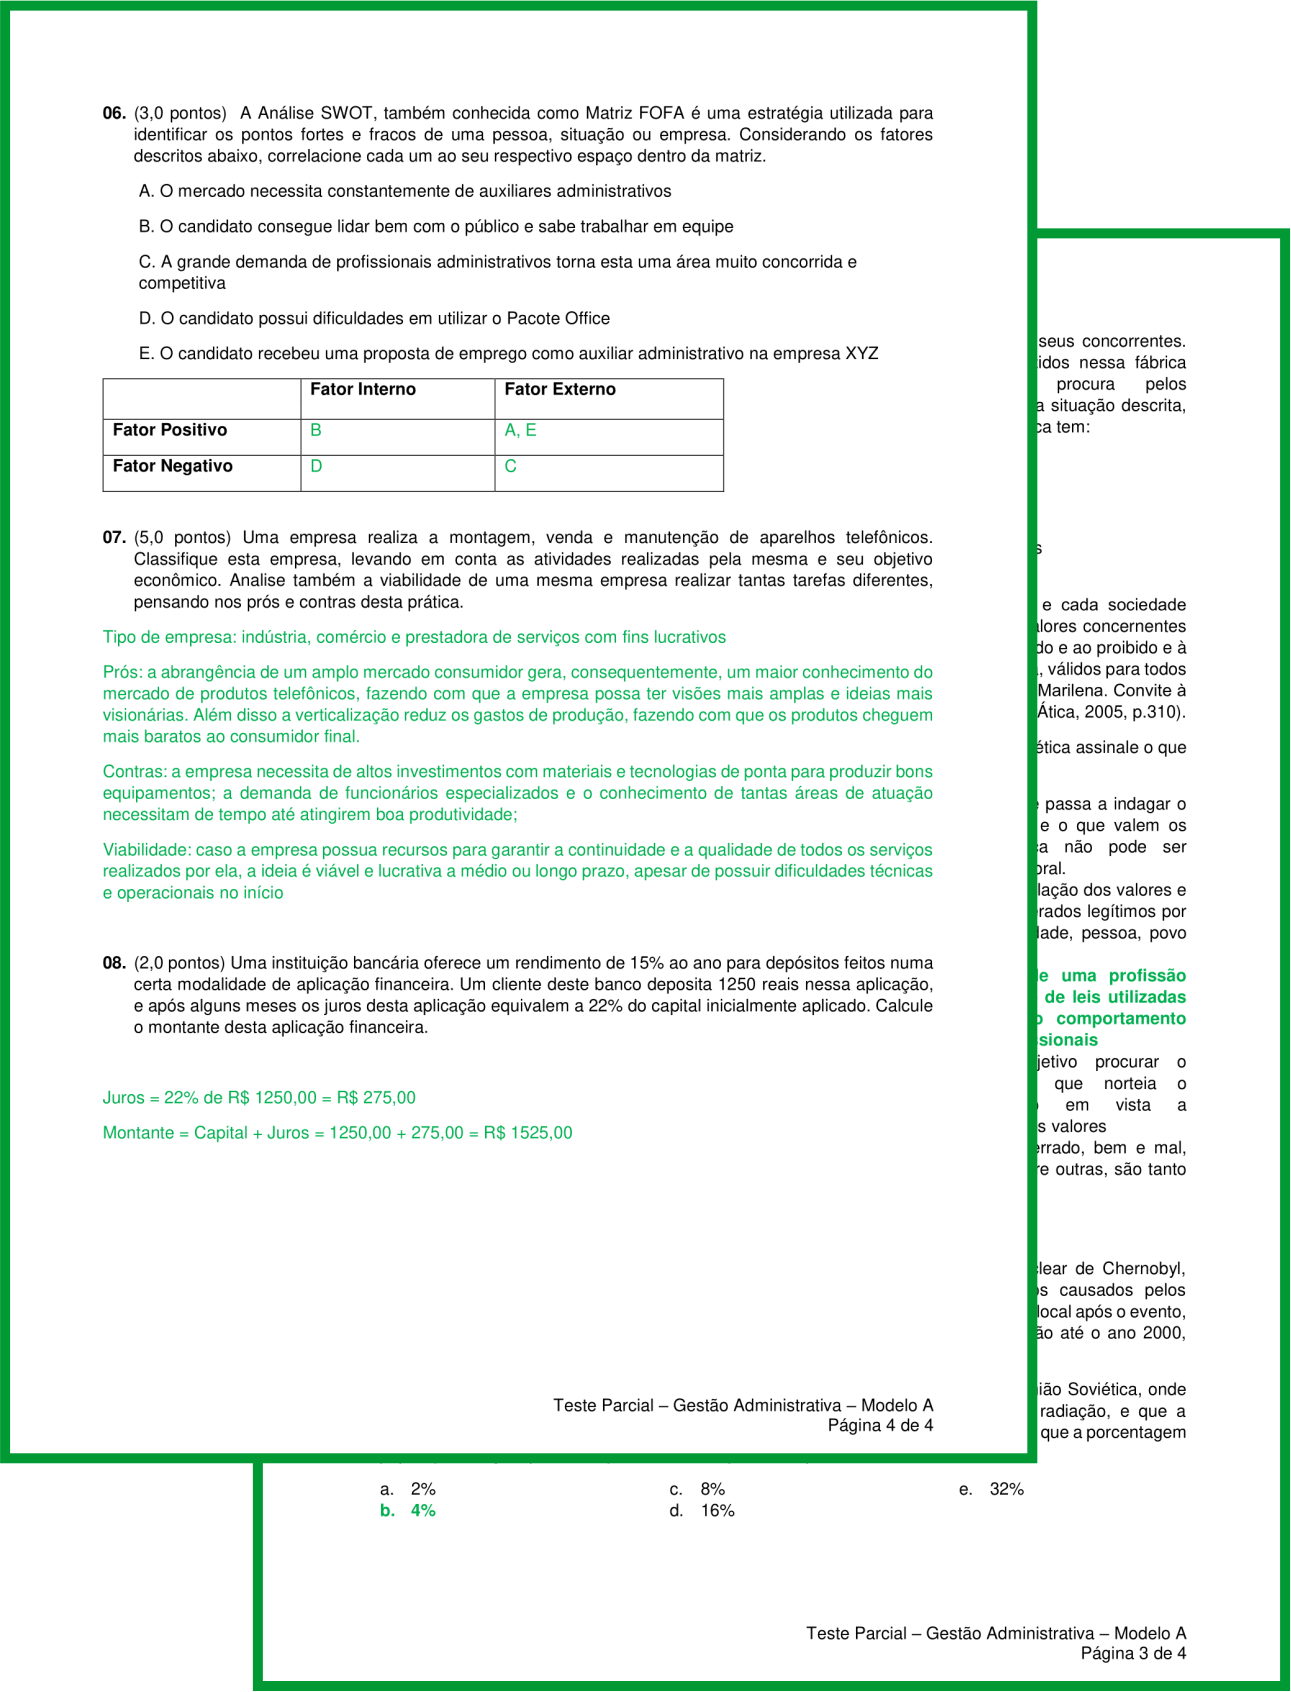 06. (3,0 pontos) A Análise SWOT, também conhecida como Matriz FOFA é uma estratégia utilizada para
identificar os pontos fortes e fracos de uma pessoa, situação ou empresa. Considerando os fatores
descritos abaixo, correlacione cada um ao seu respectivo espaço dentro da matriz.
A. O mercado necessita constantemente de auxiliares administrativos
B. O candidato consegue lidar bem com o público e sabe trabalhar em equipe
C. A grande demanda de profissionais administrativos torna esta uma área muito concorrida e
competitiva
D. O candidato possui dificuldades em utilizar o Pacote Office
E. O candidato recebeu uma proposta de emprego como auxiliar administrativo na empresa XYZ
Fator Interno Fator Externo
Fator Positivo B A, E
Fator Negativo D C
07. (5,0 pontos) Uma empresa realiza a montagem, venda e manutenção de aparelhos telefônicos.
Classifique esta empresa, levando em conta as atividades realizadas pela mesma e seu objetivo
econômico. Analise também a viabilidade de uma mesma empresa realizar tantas tarefas diferentes,
pensando nos prós e contras desta prática.
Tipo de empresa: indústria, comércio e prestadora de serviços com fins lucrativos
Prós: a abrangência de um amplo mercado consumidor gera, consequentemente, um maior conhecimento do
mercado de produtos telefônicos, fazendo com que a empresa possa ter visões mais amplas e ideias mais
visionárias. Além disso a verticalização reduz os gastos de produção, fazendo com que os produtos cheguem
mais baratos ao consumidor final.
Contras: a empresa necessita de altos investimentos com materiais e tecnologias de ponta para produzir bons
equipamentos; a demanda de funcionários especializados e o conhecimento de tantas áreas de atuação
necessitam de tempo até atingirem boa produtividade;
Viabilidade: caso a empresa possua recursos para garantir a continuidade e a qualidade de todos os serviços
realizados por ela, a ideia é viável e lucrativa a médio ou longo prazo, apesar de possuir dificuldades técnicas
e operacionais no início
08. (2,0 pontos) Uma instituição bancária oferece um rendimento de 15% ao ano para depósitos feitos numa
certa modalidade de aplicação financeira. Um cliente deste banco deposita 1250 reais nessa aplicação,
e após alguns meses os juros desta aplicação equivalem a 22% do capital inicialmente aplicado. Calcule
o montante desta aplicação financeira.
Juros = 22% de R$ 1250,00 = R$ 275,00
Montante = Capital + Juros = 1250,00 + 275,00 = R$ 1525,00
Teste Parcial – Gestão Administrativa – Modelo A
Página 4 de 4
seus concorrentes.
nessa fábrica
procura pelos
situação descrita,
tem:
e cada sociedade
concernentes
e ao proibido e à
válidos para todos
Marilena. Convite à
Ática, 2005, p.310).
ética assinale o que
passa a indagar o
e o que valem os
não pode ser
dos valores e
legítimos por
pessoa, povo
uma profissão
de leis utilizadas
comportamento
procurar o
que norteia o
em vista a
valores
bem e mal,
outras, são tanto
de Chernobyl,
causados pelos
local após o evento,
até o ano 2000,
Soviética, onde
radiação, e que a
que a porcentagem
a. 2% c. 8% e. 32%
b. 4% d. 16%
Teste Parcial – Gestão Administrativa – Modelo A
Página 3 de 4